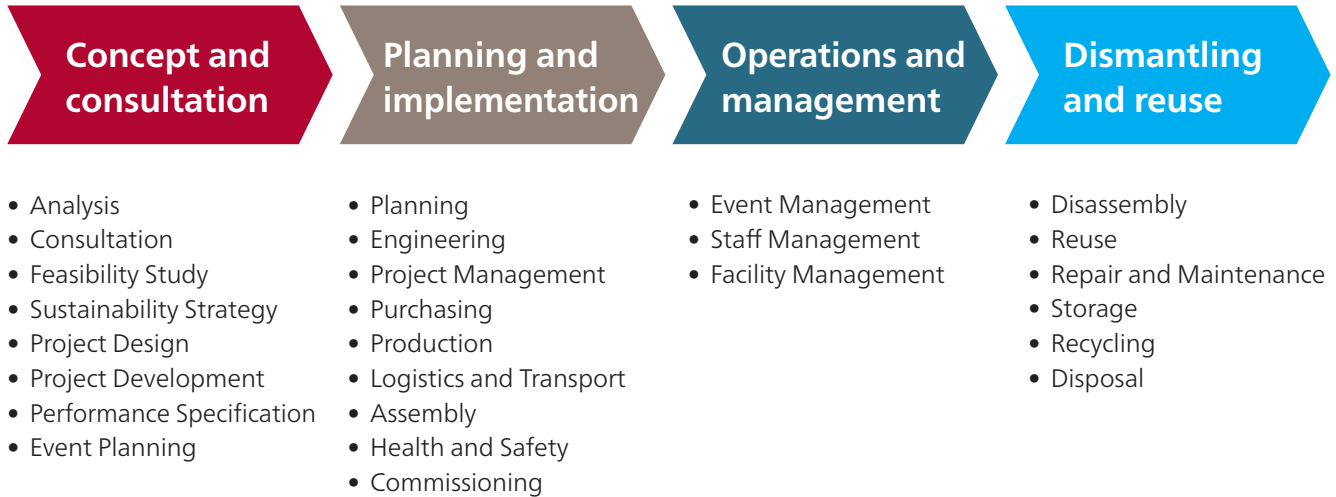 Concept and
consultation
Planning and
implementation
Operations and
management
Dismantling
and reuse
• Analysis
• Consultation
• Feasibility Study
• Sustainability Strategy
• Project Design
• Project Development
• Performance Specification
• Event Planning
• Planning
• Engineering
• Project Management
• Purchasing
• Production
• Logistics and Transport
• Assembly
• Health and Safety
• Commissioning
• Event Management
• Staff Management
• Facility Management
• Disassembly
• Reuse
• Repair and Maintenance
• Storage
• Recycling
• Disposal